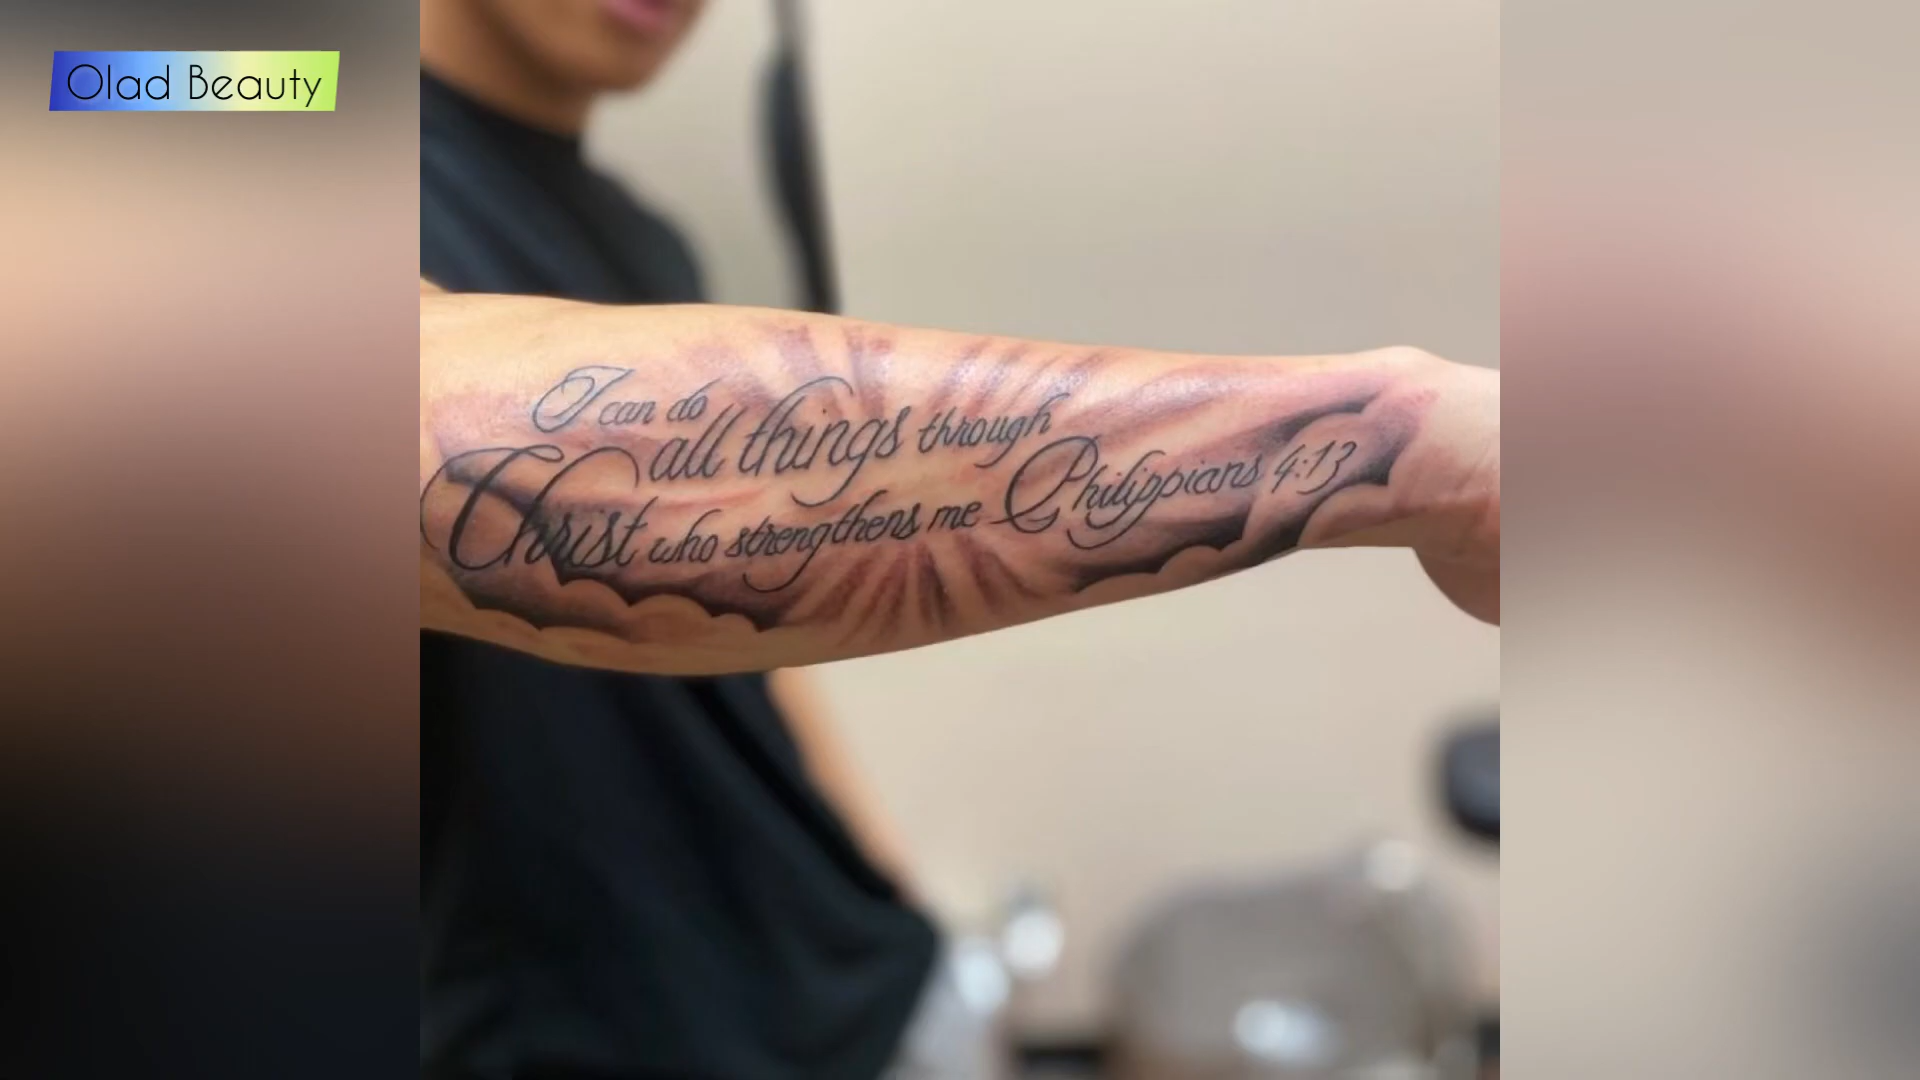 Olad Beauty
I can do
all things through
Christ who strengthens me Philippians 4:13